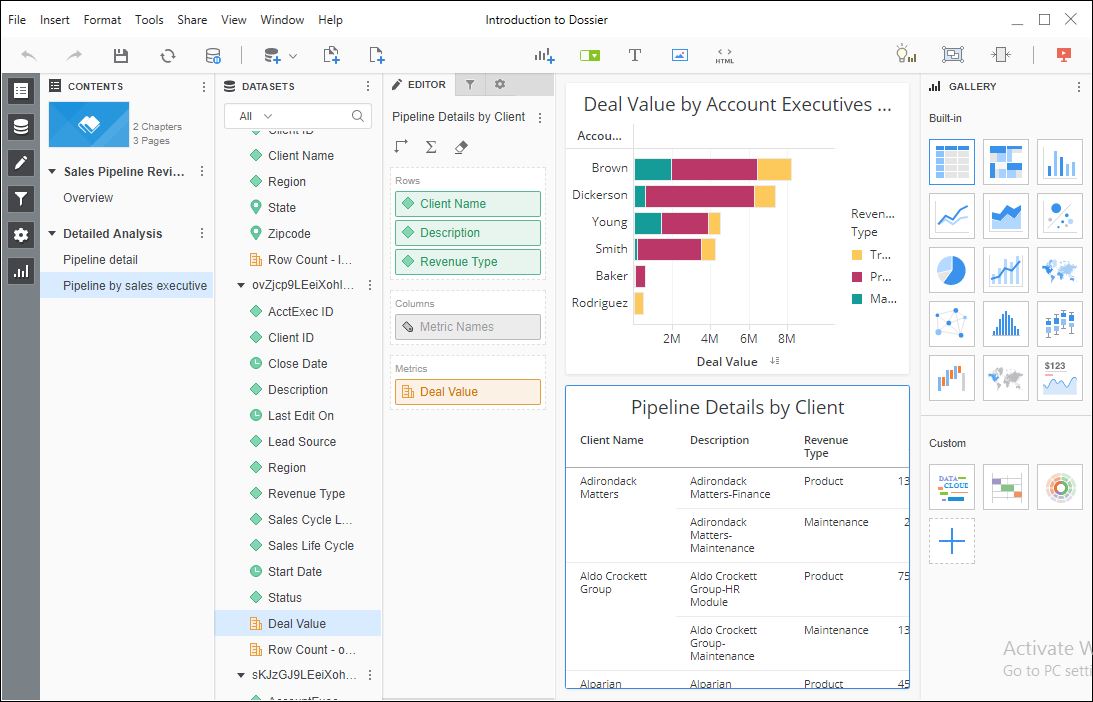 File Insert Format Tools Share View Window Help
Introduction to Dossier
HTML
CONTENTS
2 Chapters
3 Pages
Sales Pipeline Revi...
Overview
Detailed Analysis
Pipeline detail
Pipeline by sales executive
DATASETS
All
Client ID
Client Name
Region
State
Zipcode
Row Count - I...
ovZjcp9LEeiXohI...
AcctExec ID
Client ID
Close Date
Description
Last Edit On
Lead Source
Region
Revenue Type
Sales Cycle L...
Sales Life Cycle
Start Date
Status
Deal Value
Row Count - o...
sKJzGJ9LEeiXoh...
AccountExec
EDITOR
Pipeline Details by Client
Rows
Client Name
Description
Revenue Type
Columns
Metric Names
Metrics
Deal Value
Deal Value by Account Executives ...
Accou...
Brown
Dickerson
Young
Smith
Baker
Rodriguez
2M 4M 6M 8M
Deal Value
Reven...
Type
Tr...
Pr...
Ma...
Pipeline Details by Client
Client Name Description Revenue
Type
Adirondack Adirondack Product 13
Matters Matters-Finance
Adirondack Maintenance 2
Matters-
Maintenance
Aldo Crockett Aldo Crockett Product 75
Group Group-HR
Module
Aldo Crockett Maintenance 13
Group-
Maintenance
Alparian Alparian Product 45
GALLERY
Built-in
$123
Custom
DATA
CLOUD
Activate W
Go to PC setti